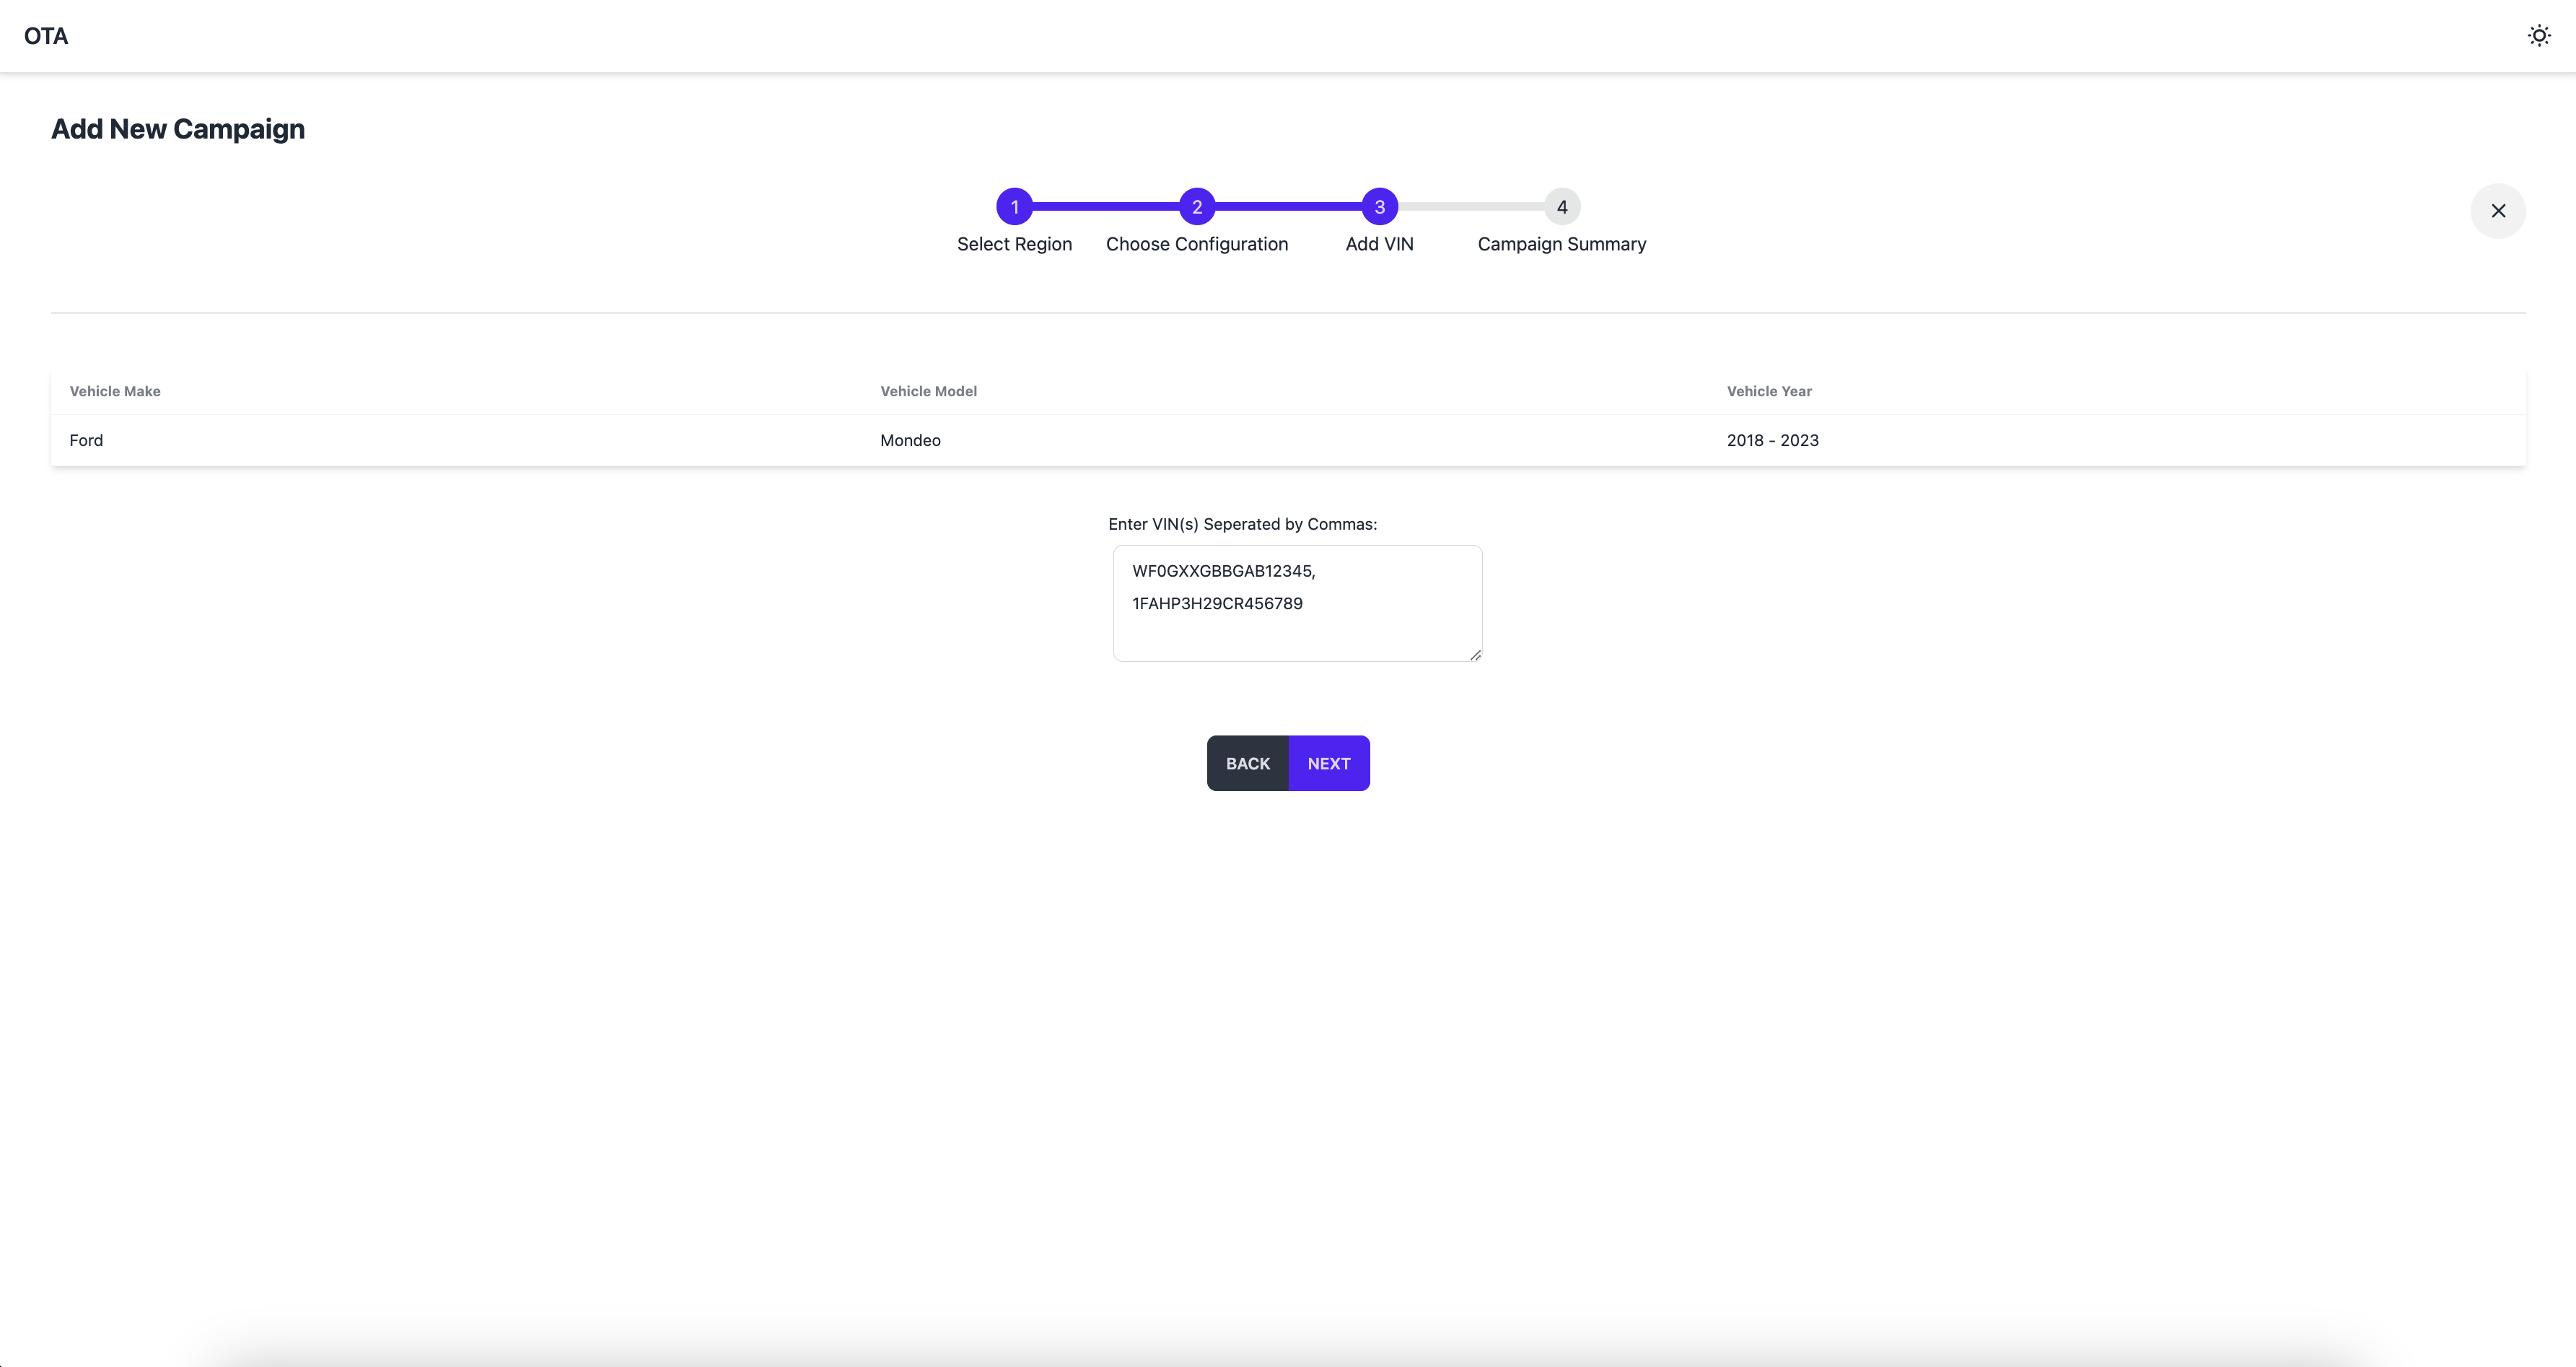 OTA
Add New Campaign
1 2 3 4
Select Region Choose Configuration Add VIN Campaign Summary
Vehicle Make Vehicle Model Vehicle Year
Ford Mondeo 2018 - 2023
Enter VIN(s) Seperated by Commas:
WF0GXXGBBGAB12345,
1FAHP3H29CR456789
BACK NEXT